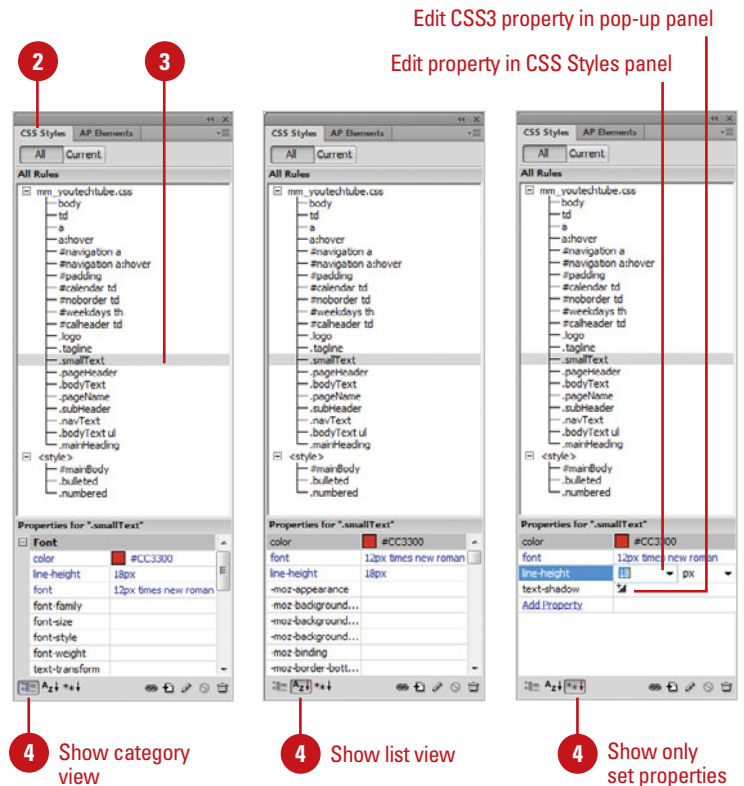 Edit CSS3 property in pop-up panel
Edit property in CSS Styles panel
2
3
CSS Styles
AP Elements
All
Current
All Rules
mm_youtechtube.css
body
td
a
a:hover
#navigation a
#navigation a:hover
#padding
#calendar td
#noborder td
#weekdays th
#calheader td
.logo
.tagline
.smallText
.pageHeader
.bodyText
.pageName
.subHeader
.navText
.bodyText ul
.mainHeading
<style>
#mainBody
.bulleted
.numbered
Properties for ".smallText"
Font
color #CC3300
line-height 18px
font 12px times new roman
font-family
font-size
font-style
font-weight
text-transform
4 Show category
view
CSS Styles
AP Elements
All
Current
All Rules
mm_youtechtube.css
body
td
a
a:hover
#navigation a
#navigation a:hover
#padding
#calendar td
#noborder td
#weekdays th
#calheader td
.logo
.tagline
.smallText
.pageHeader
.bodyText
.pageName
.subHeader
.navText
.bodyText ul
.mainHeading
<style>
#mainBody
.bulleted
.numbered
Properties for ".smallText"
color #CC3300
font 12px times new roman
line-height 18px
-moz-appearance
-moz-background...
-moz-background...
-moz-background...
-moz-binding
-moz-border-bott...
4 Show list view
CSS Styles
AP Elements
All
Current
All Rules
mm_youtechtube.css
body
td
a
a:hover
#navigation a
#navigation a:hover
#padding
#calendar td
#noborder td
#weekdays th
#calheader td
.logo
.tagline
.smallText
.pageHeader
.bodyText
.pageName
.subHeader
.navText
.bodyText ul
.mainHeading
<style>
#mainBody
.bulleted
.numbered
Properties for ".smallText"
color #CC3300
font 12px times new roman
line-height 18 px
text-shadow
Add Property
4 Show only
set properties